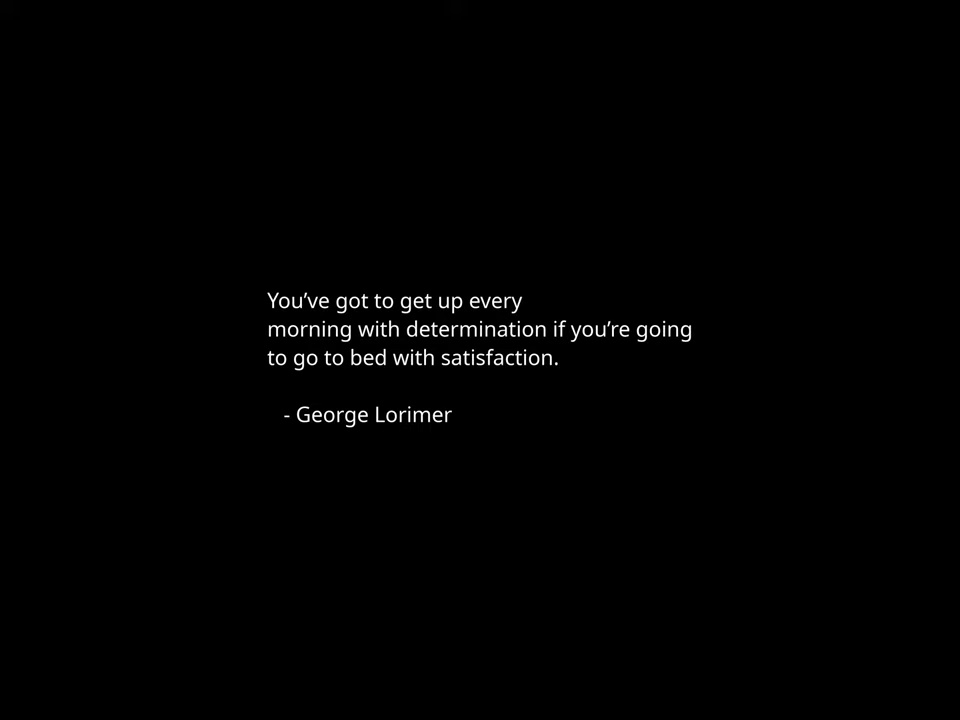 You’ve got to get up every
morning with determination if you’re going
to go to bed with satisfaction.
- George Lorimer